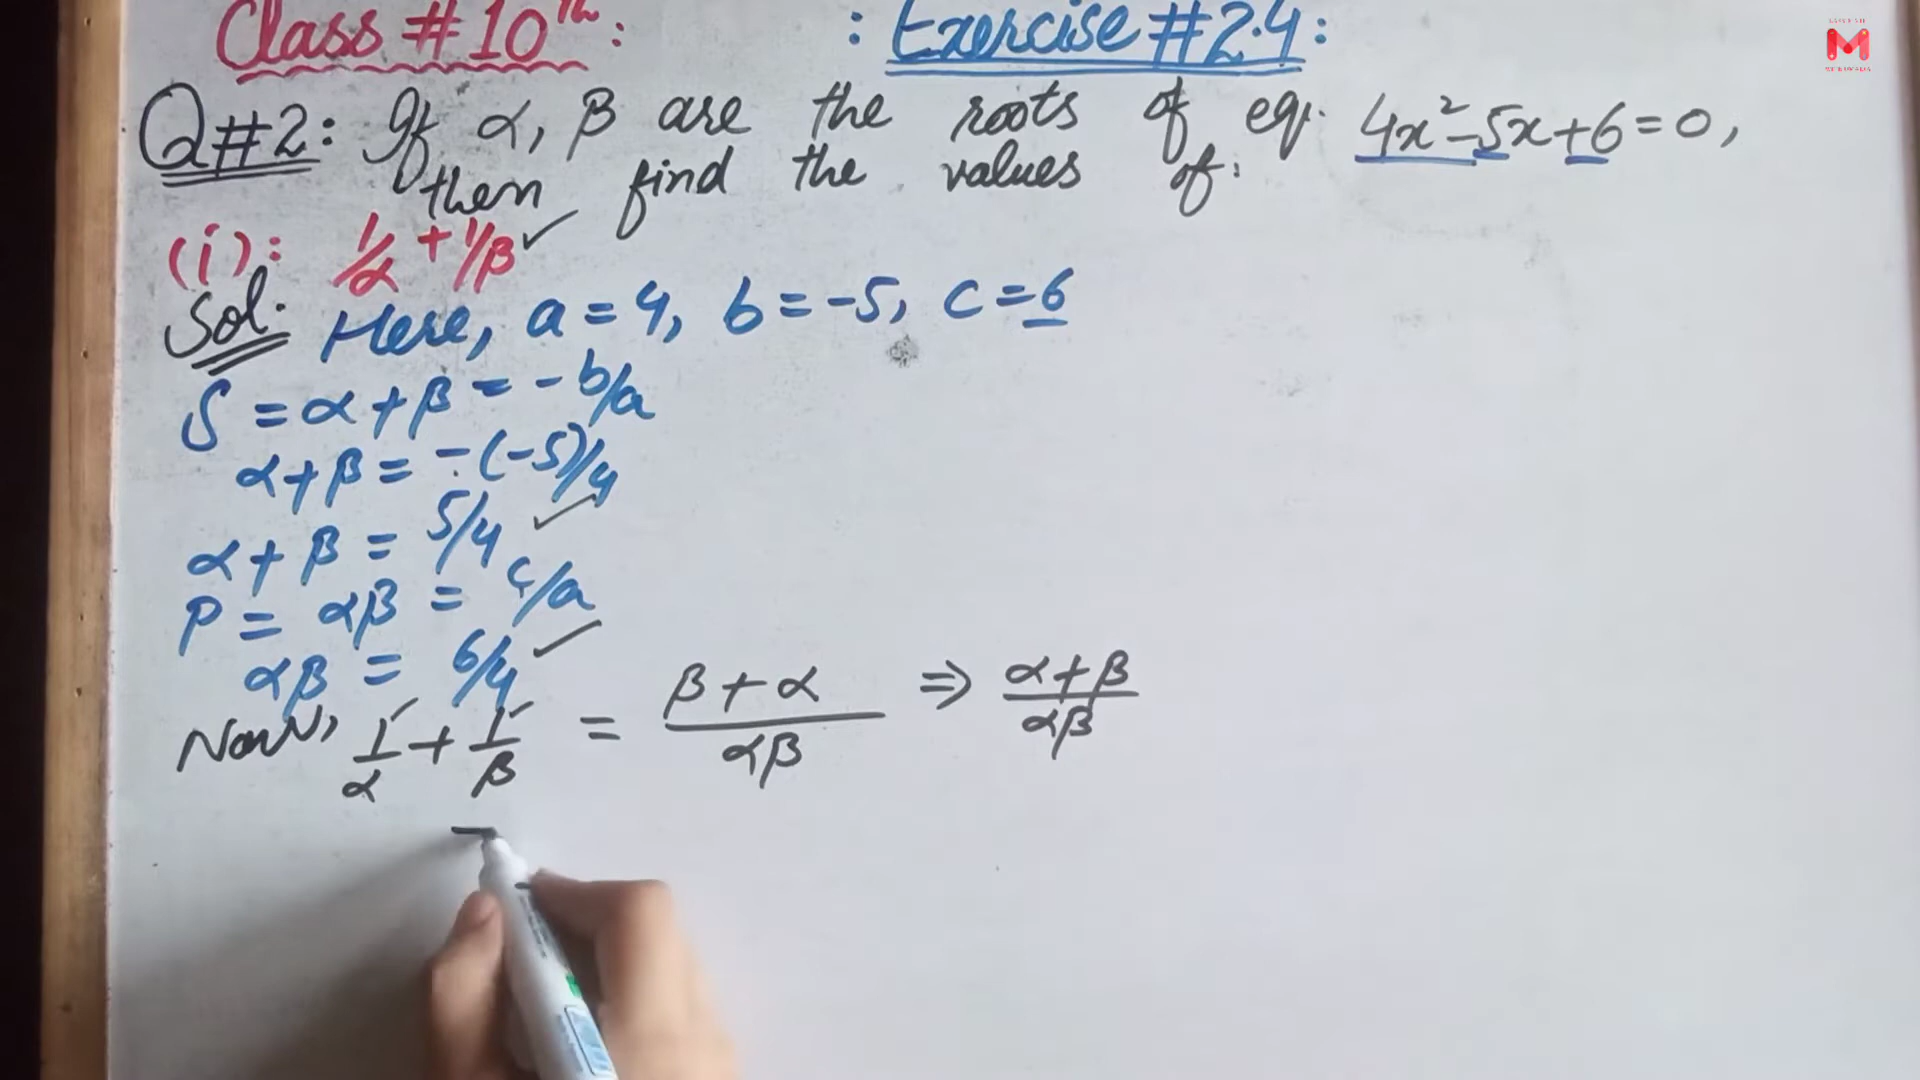 Class #10th: : Exercise #2.4:
Q#2: If α, β are the roots of eq. 4x²-5x+6=0,
then find the values of:
(i): 1/α + 1/β ✓
Sol. Here, a=4, b=-5, c=6
S = α+β = -b/a
α+β = -(-5)/4
α+β = 5/4 ✓
P = αβ = c/a
αβ = 6/4 ✓
Now, 1/α + 1/β = β+α/αβ ⇒ α+β/αβ
M